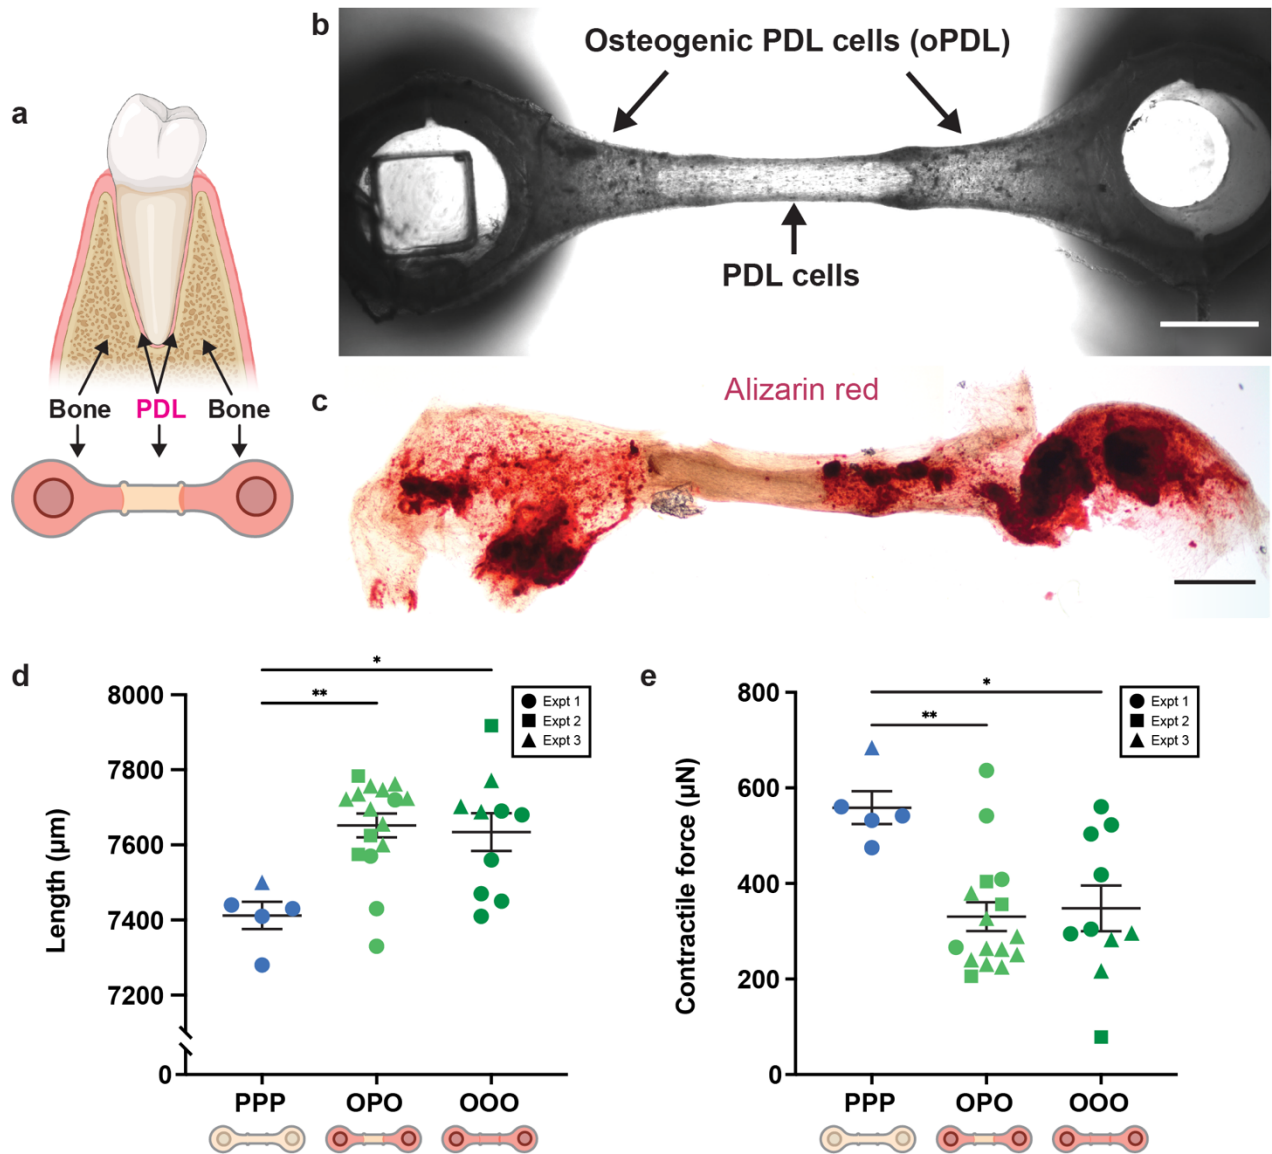 a
Bone PDL Bone
b
Osteogenic PDL cells (oPDL)
PDL cells
c
Alizarin red
d
Length (µm)
8000
7800
7600
7400
7200
0
*
**
Expt 1
Expt 2
Expt 3
PPP OPO OOO
e
Contractile force (µN)
800
600
400
200
0
*
**
Expt 1
Expt 2
Expt 3
PPP OPO OOO